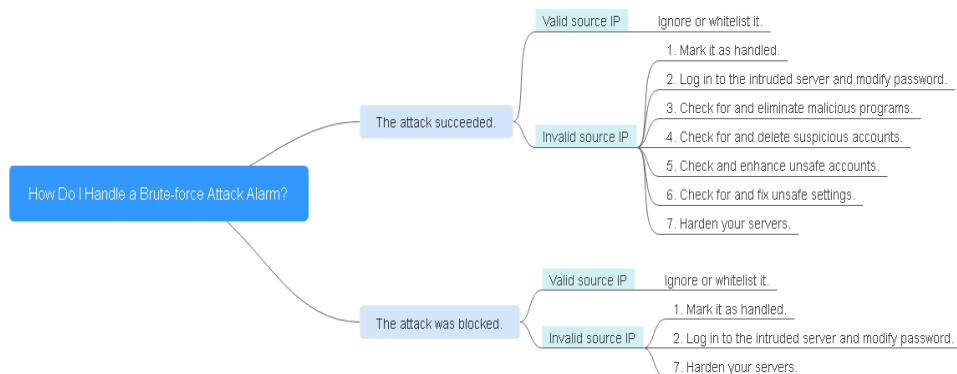 How Do I Handle a Brute-force Attack Alarm?
The attack succeeded.
Valid source IP
Ignore or whitelist it.
Invalid source IP
1. Mark it as handled.
2. Log in to the intruded server and modify password.
3. Check for and eliminate malicious programs.
4. Check for and delete suspicious accounts.
5. Check and enhance unsafe accounts.
6. Check for and fix unsafe settings.
7. Harden your servers.
The attack was blocked.
Valid source IP
Ignore or whitelist it.
Invalid source IP
1. Mark it as handled.
2. Log in to the intruded server and modify password.
7. Harden your servers.